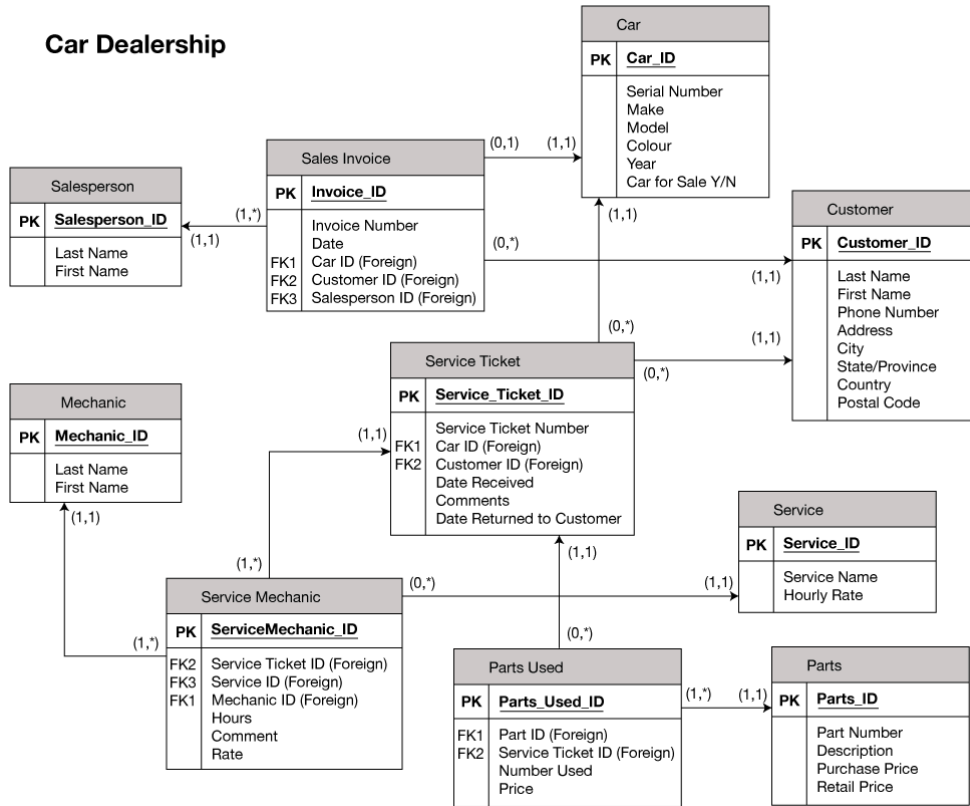 Car Dealership
Car
PK Car_ID
Serial Number
Make
Model
Colour
Year
Car for Sale Y/N
(0,1)
(1,1)
Sales Invoice
PK Invoice_ID
Invoice Number
Date
FK1 Car ID (Foreign)
FK2 Customer ID (Foreign)
FK3 Salesperson ID (Foreign)
Salesperson
PK Salesperson_ID
Last Name
First Name
(1,*)
(1,1)
(1,1)
Customer
PK Customer_ID
Last Name
First Name
Phone Number
Address
City
State/Province
Country
Postal Code
(0,*)
(1,1)
(0,*)
(1,1)
(0,*)
Service Ticket
PK Service_Ticket_ID
Service Ticket Number
FK1 Car ID (Foreign)
FK2 Customer ID (Foreign)
Date Received
Comments
Date Returned to Customer
Mechanic
PK Mechanic_ID
Last Name
First Name
(1,1)
(1,1)
(1,1)
(1,*)
Service
PK Service_ID
Service Name
Hourly Rate
(0,*)
(1,1)
Service Mechanic
PK ServiceMechanic_ID
FK2 Service Ticket ID (Foreign)
FK3 Service ID (Foreign)
FK1 Mechanic ID (Foreign)
Hours
Comment
Rate
(1,*)
(0,*)
Parts Used
PK Parts_Used_ID
FK1 Part ID (Foreign)
FK2 Service Ticket ID (Foreign)
Number Used
Price
(1,*)
(1,1)
Parts
PK Parts_ID
Part Number
Description
Purchase Price
Retail Price